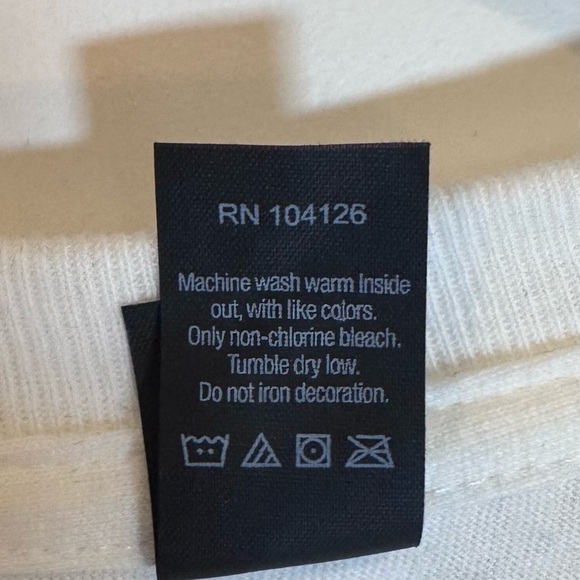 RN 104126
Machine wash warm Inside
out, with like colors.
Only non-chlorine bleach.
Tumble dry low.
Do not iron decoration.